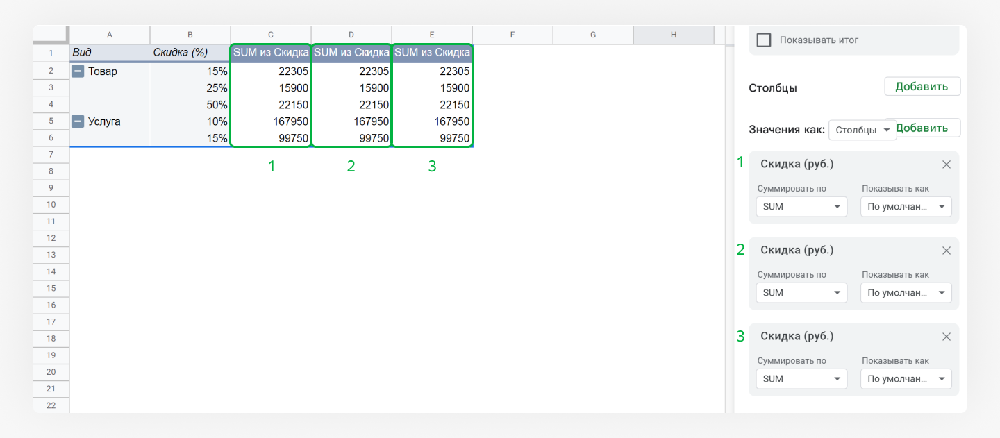 A B C D E F G H
1 Вид Скидка (%) SUM из Скидка SUM из Скидка SUM из Скидка
2 Товар 15% 22305 22305 22305
3 25% 15900 15900 15900
4 50% 22150 22150 22150
5 Услуга 10% 167950 167950 167950
6 15% 99750 99750 99750
7
1 2 3
8
9
10
11
12
13
14
15
16
17
18
19
20
21
22
Показывать итог
Столбцы Добавить
Значения как: Столбцы Добавить
1 Скидка (руб.)
Суммировать по Показывать как
SUM По умолчан...
2 Скидка (руб.)
Суммировать по Показывать как
SUM По умолчан...
3 Скидка (руб.)
Суммировать по Показывать как
SUM По умолчан...